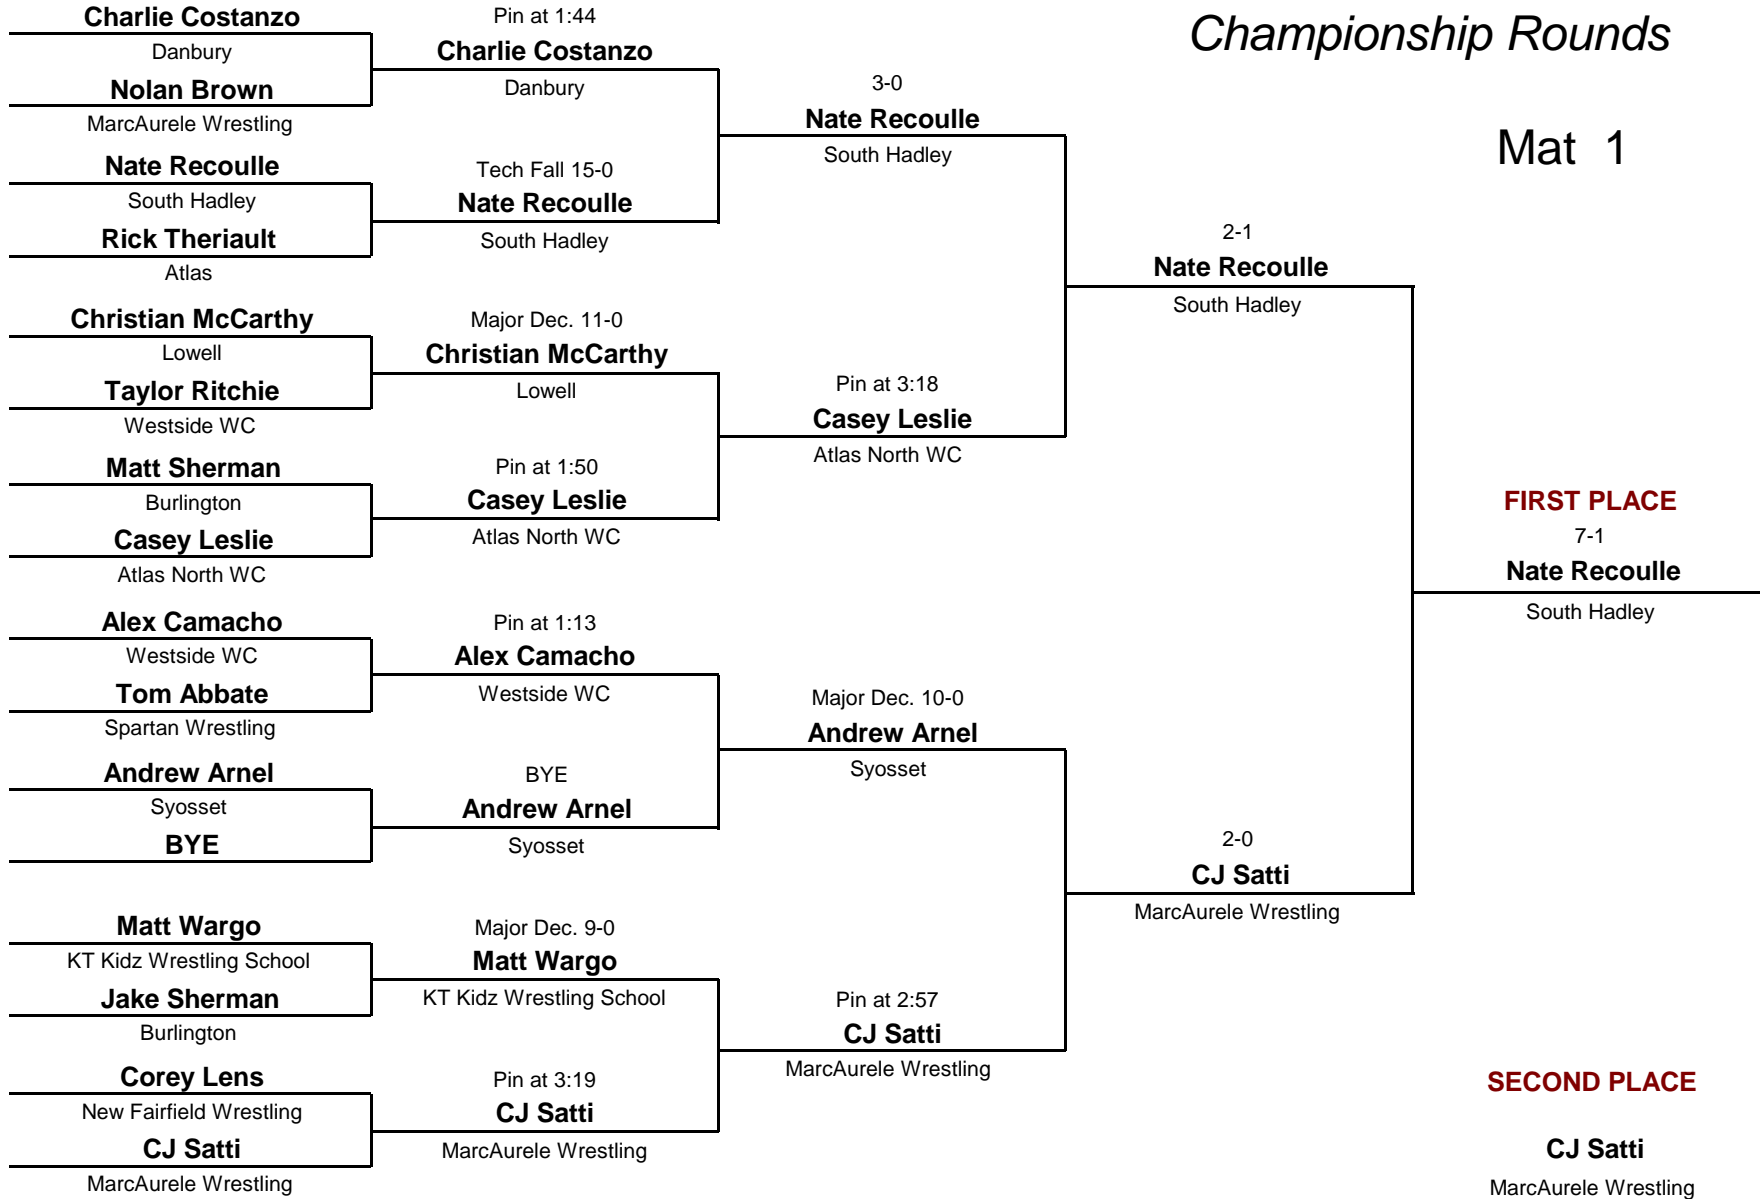 Championship Rounds
Mat 1
Charlie Costanzo
Danbury
Nolan Brown
MarcAurele Wrestling
Nate Recoulle
South Hadley
Rick Theriault
Atlas
Christian McCarthy
Lowell
Taylor Ritchie
Westside WC
Matt Sherman
Burlington
Casey Leslie
Atlas North WC
Alex Camacho
Westside WC
Tom Abbate
Spartan Wrestling
Andrew Arnel
Syosset
BYE
Matt Wargo
KT Kidz Wrestling School
Jake Sherman
Burlington
Corey Lens
New Fairfield Wrestling
CJ Satti
MarcAurele Wrestling
Pin at 1:44
Charlie Costanzo
Danbury
Tech Fall 15-0
Nate Recoulle
South Hadley
Major Dec. 11-0
Christian McCarthy
Lowell
Pin at 1:50
Casey Leslie
Atlas North WC
Pin at 1:13
Alex Camacho
Westside WC
BYE
Andrew Arnel
Syosset
Major Dec. 9-0
Matt Wargo
KT Kidz Wrestling School
Pin at 3:19
CJ Satti
MarcAurele Wrestling
3-0
Nate Recoulle
South Hadley
Pin at 3:18
Casey Leslie
Atlas North WC
Major Dec. 10-0
Andrew Arnel
Syosset
Pin at 2:57
CJ Satti
MarcAurele Wrestling
2-1
Nate Recoulle
South Hadley
2-0
CJ Satti
MarcAurele Wrestling
FIRST PLACE
7-1
Nate Recoulle
South Hadley
SECOND PLACE
CJ Satti
MarcAurele Wrestling